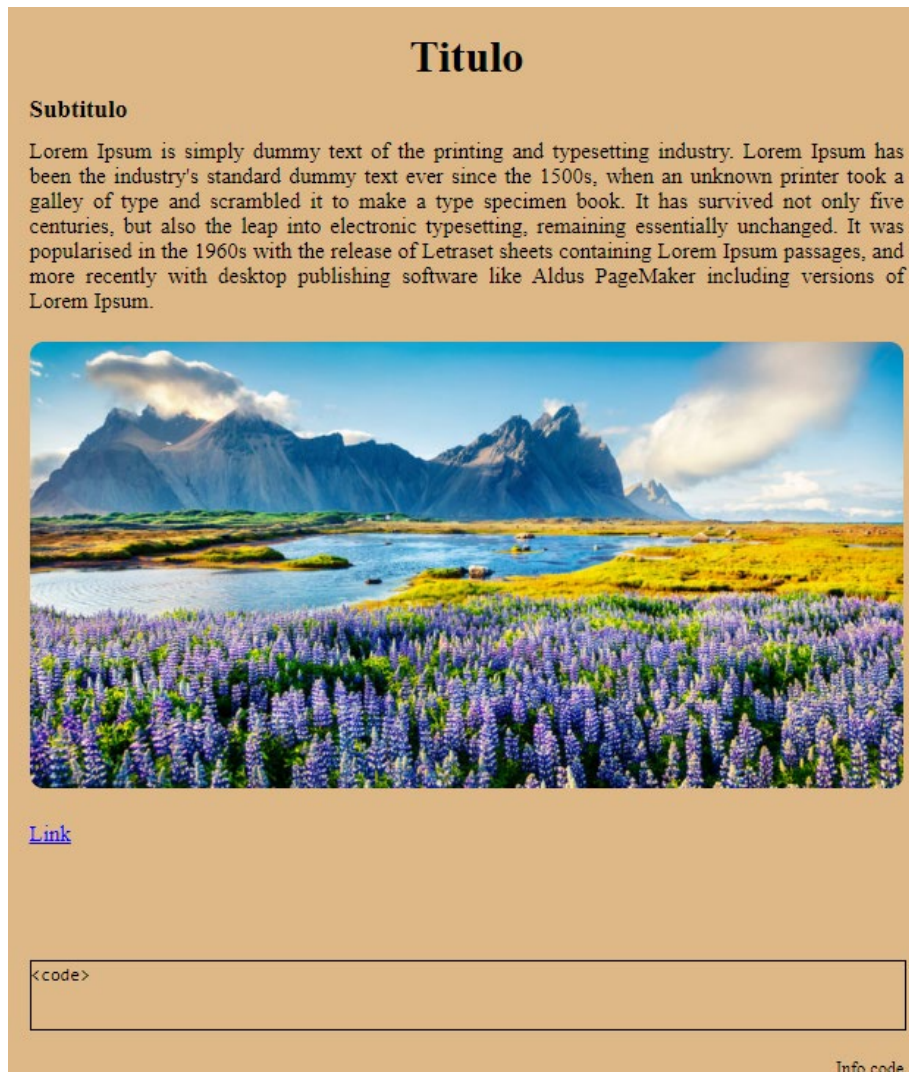 Titulo
Subtitulo
Lorem Ipsum is simply dummy text of the printing and typesetting industry. Lorem Ipsum has
been the industry's standard dummy text ever since the 1500s, when an unknown printer took a
galley of type and scrambled it to make a type specimen book. It has survived not only five
centuries, but also the leap into electronic typesetting, remaining essentially unchanged. It was
popularised in the 1960s with the release of Letraset sheets containing Lorem Ipsum passages, and
more recently with desktop publishing software like Aldus PageMaker including versions of
Lorem Ipsum.
Link
<code>
Info code